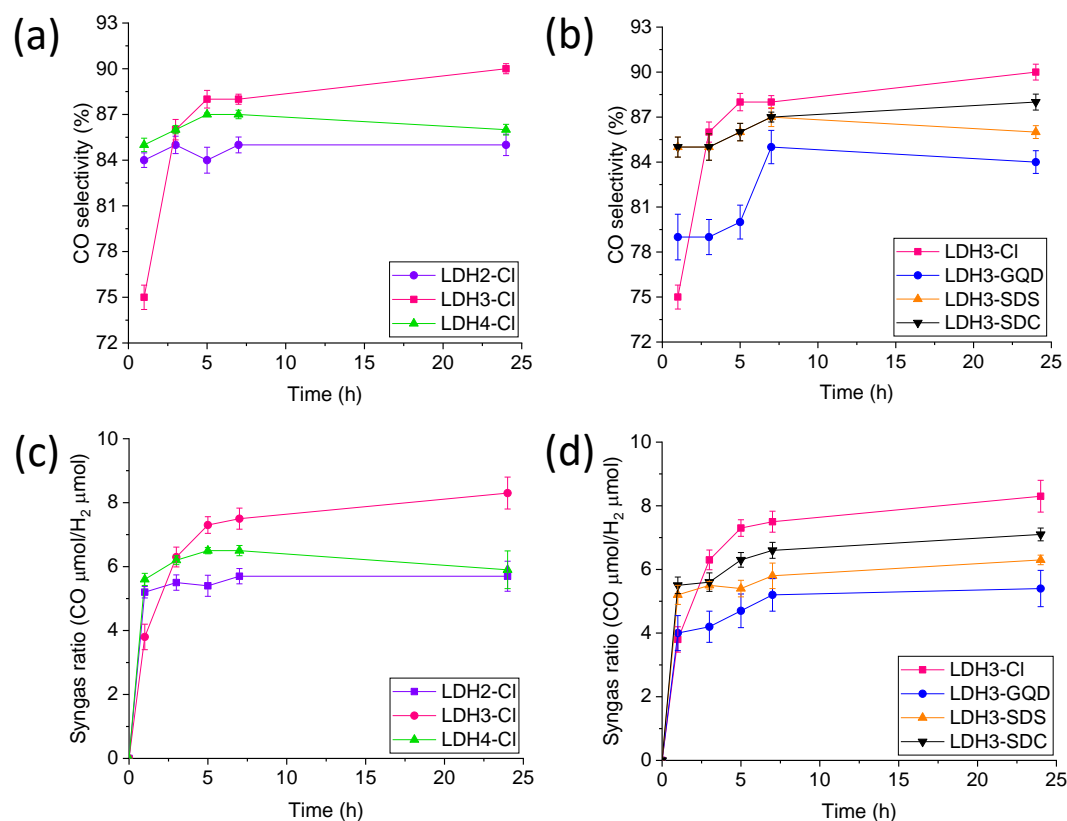 (a)
CO selectivity (%)
93
90
87
84
81
78
75
72
0
5
10
15
20
25
Time (h)
LDH2-Cl
LDH3-Cl
LDH4-Cl
(b)
CO selectivity (%)
93
90
87
84
81
78
75
72
0
5
10
15
20
25
Time (h)
LDH3-Cl
LDH3-GQD
LDH3-SDS
LDH3-SDC
(c)
Syngas ratio (CO μmol/H₂ μmol)
10
8
6
4
2
0
0
5
10
15
20
25
Time (h)
LDH2-Cl
LDH3-Cl
LDH4-Cl
(d)
Syngas ratio (CO μmol/H₂ μmol)
10
8
6
4
2
0
0
5
10
15
20
25
Time (h)
LDH3-Cl
LDH3-GQD
LDH3-SDS
LDH3-SDC